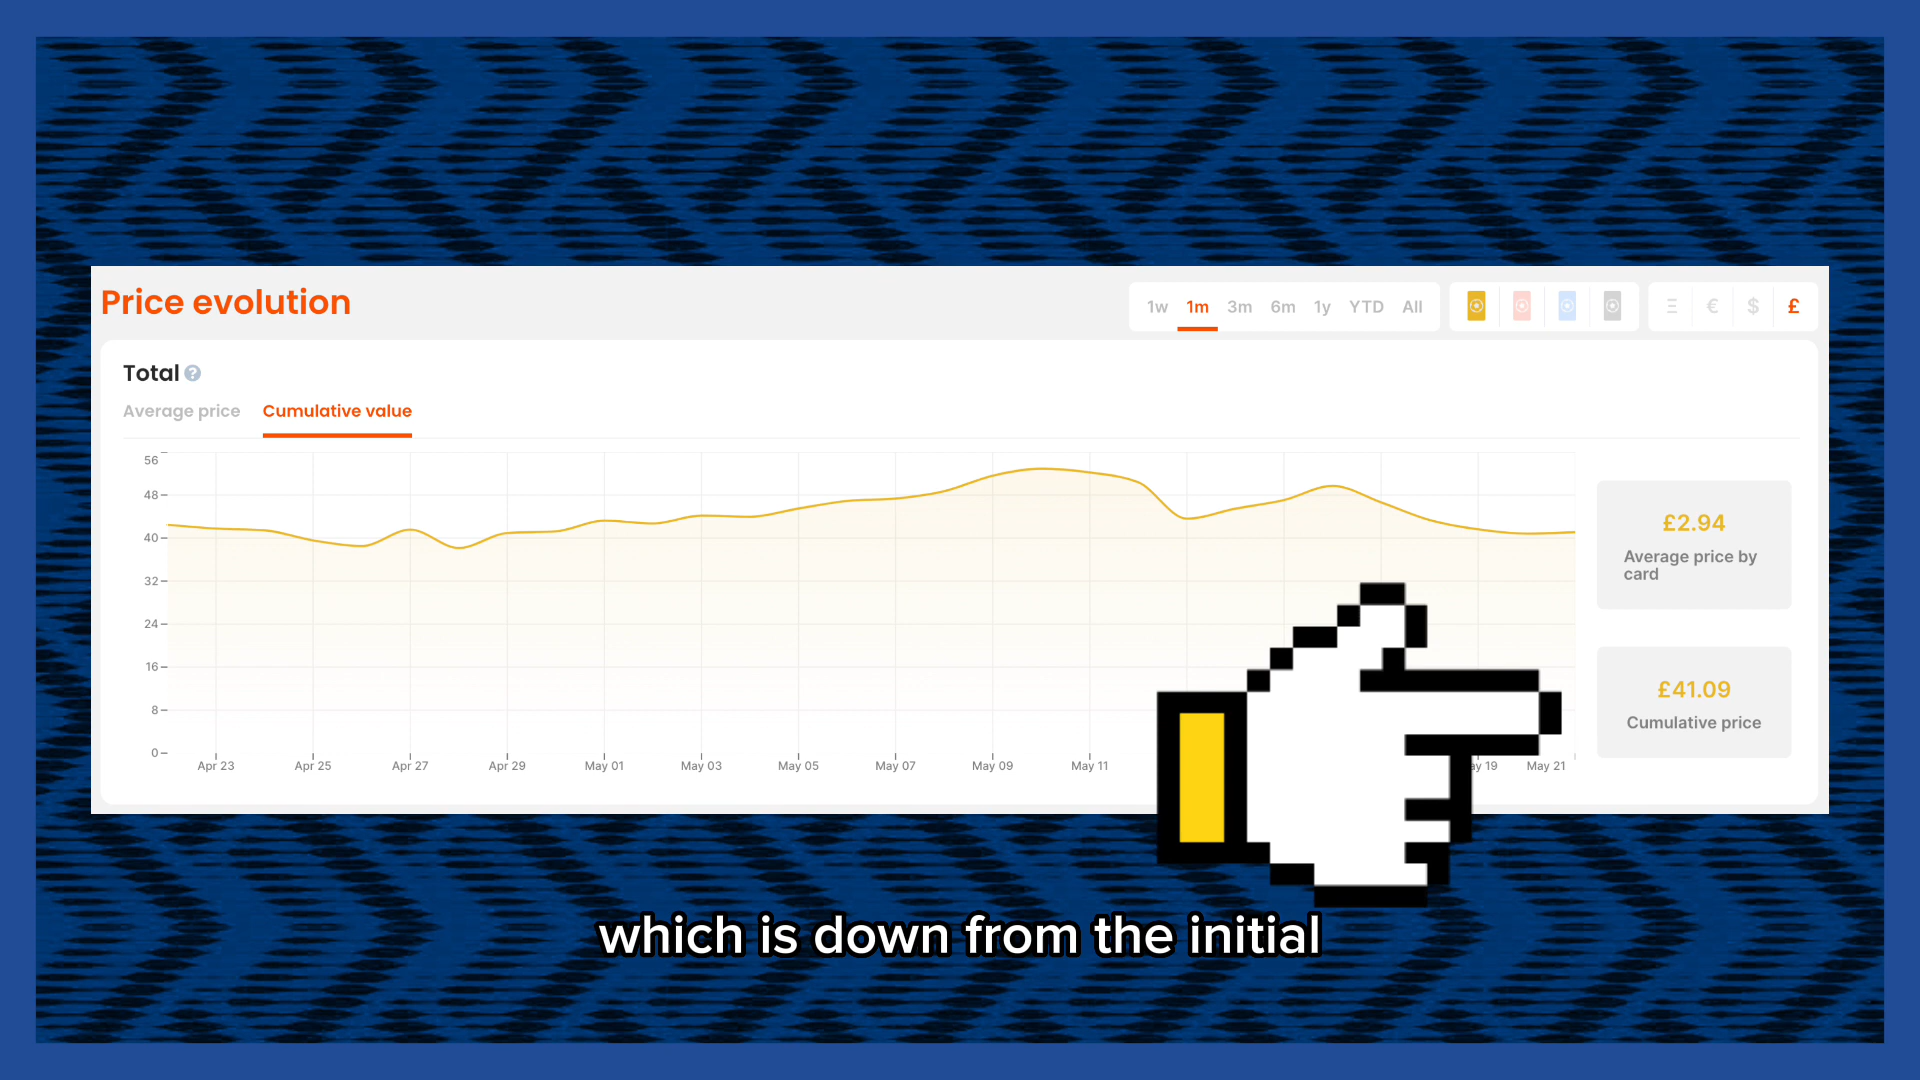 Price evolution
1w 1m 3m 6m 1y YTD All
Ξ € $ £
Total ?
Average price Cumulative value
56
48
40
32
24
16
8
0
Apr 23 Apr 25 Apr 27 Apr 29 May 01 May 03 May 05 May 07 May 09 May 11 ay 19 May 21
£2.94
Average price by
card
£41.09
Cumulative price
which is down from the initial